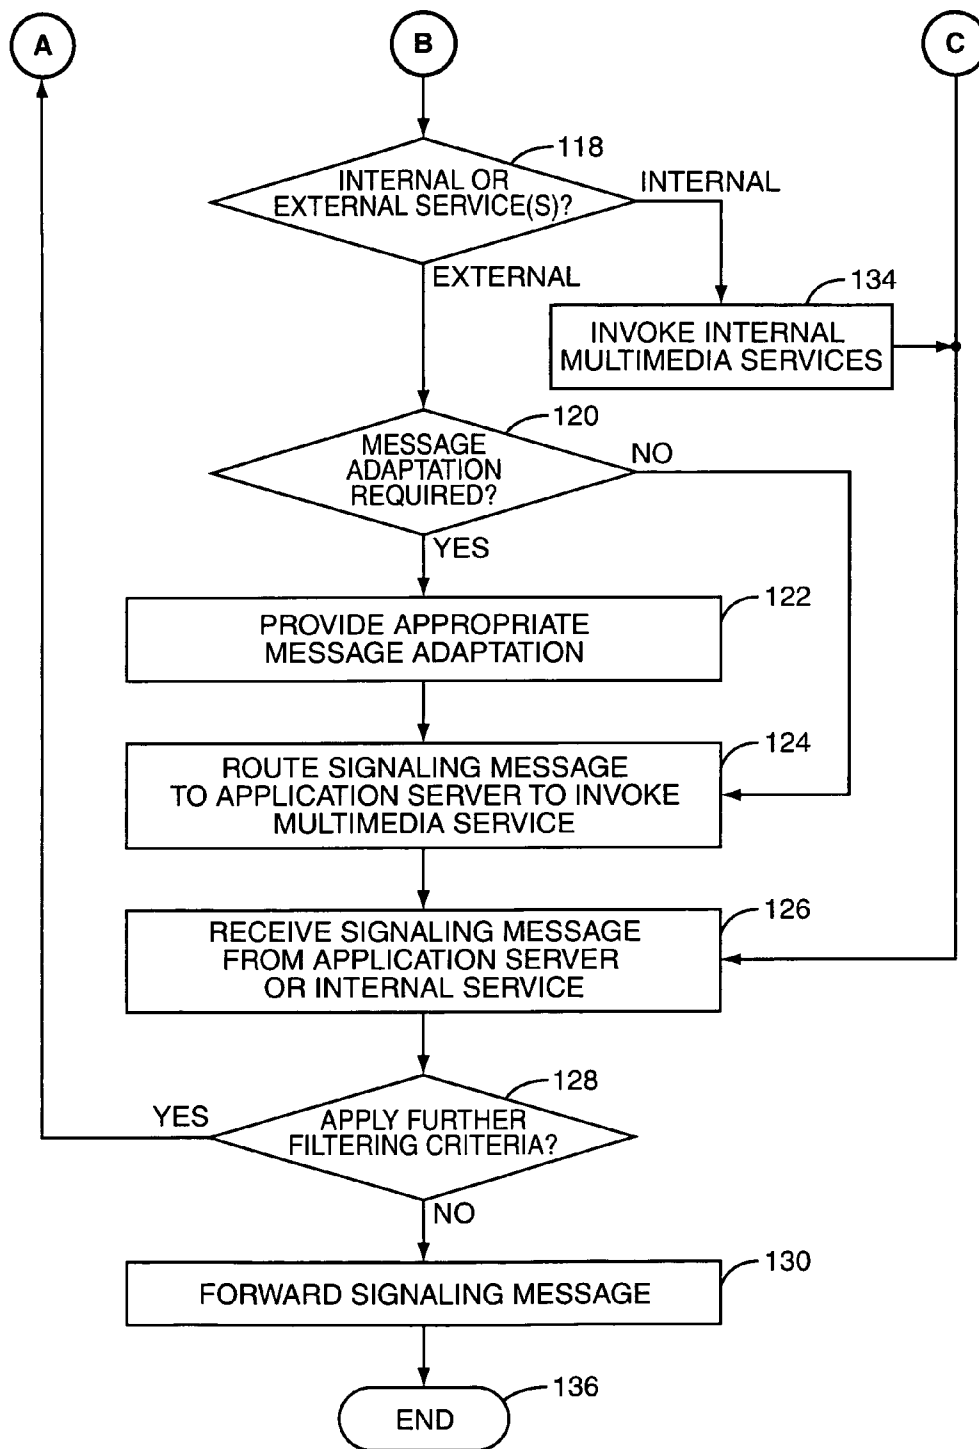 A
B
C
118
INTERNAL OR
EXTERNAL SERVICE(S)?
INTERNAL
EXTERNAL
134
INVOKE INTERNAL
MULTIMEDIA SERVICES
120
MESSAGE
ADAPTATION
REQUIRED?
NO
YES
122
PROVIDE APPROPRIATE
MESSAGE ADAPTATION
124
ROUTE SIGNALING MESSAGE
TO APPLICATION SERVER TO INVOKE
MULTIMEDIA SERVICE
126
RECEIVE SIGNALING MESSAGE
FROM APPLICATION SERVER
OR INTERNAL SERVICE
128
YES
APPLY FURTHER
FILTERING CRITERIA?
NO
130
FORWARD SIGNALING MESSAGE
136
END